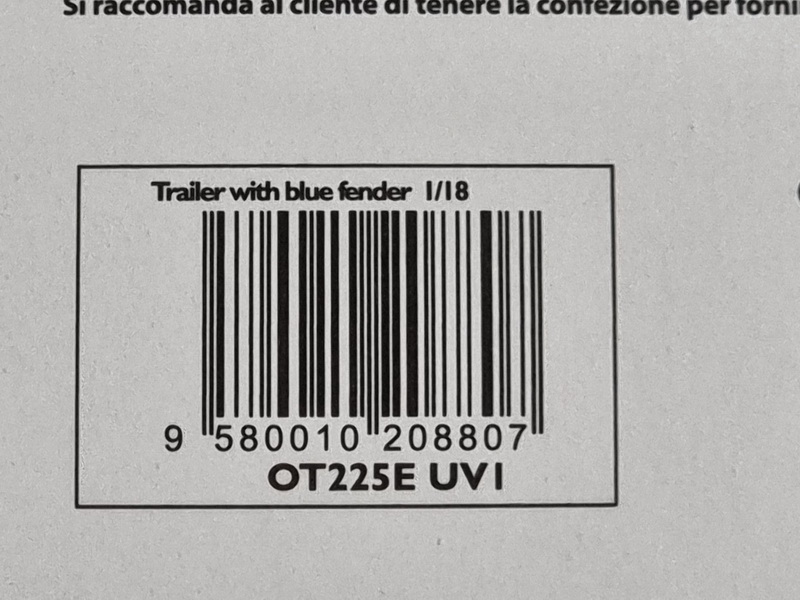 Si raccomanda al cliente di tenere la confezione per forni
Trailer with blue fender 1/18
9 580010 208807
OT225E UV1